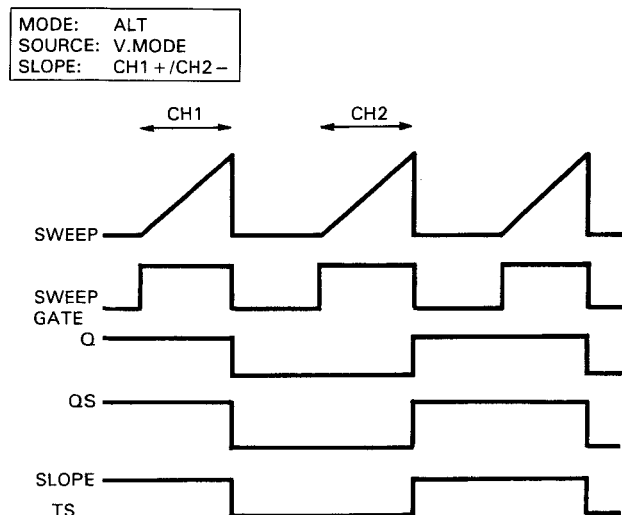 MODE: ALT
SOURCE: V.MODE
SLOPE: CH1 +/CH2 −
CH1
CH2
SWEEP
SWEEP
GATE
Q
QS
SLOPE
TS